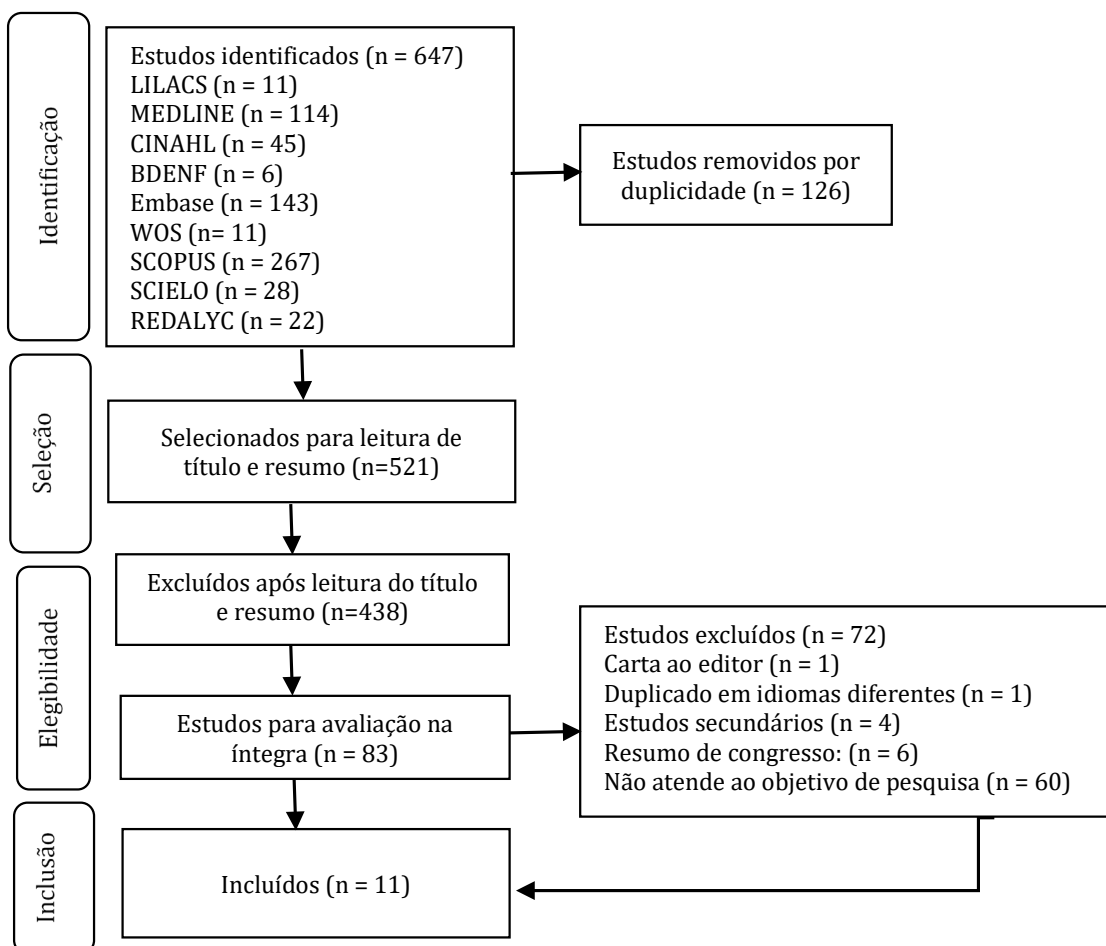 Identificação
Estudos identificados (n = 647)
LILACS (n = 11)
MEDLINE (n = 114)
CINAHL (n = 45)
BDENF (n = 6)
Embase (n = 143)
WOS (n= 11)
SCOPUS (n = 267)
SCIELO (n = 28)
REDALYC (n = 22)
Estudos removidos por
duplicidade (n = 126)
Seleção
Selecionados para leitura de
título e resumo (n=521)
Elegibilidade
Excluídos após leitura do título
e resumo (n=438)
Estudos para avaliação na
íntegra (n = 83)
Estudos excluídos (n = 72)
Carta ao editor (n = 1)
Duplicado em idiomas diferentes (n = 1)
Estudos secundários (n = 4)
Resumo de congresso: (n = 6)
Não atende ao objetivo de pesquisa (n = 60)
Inclusão
Incluídos (n = 11)